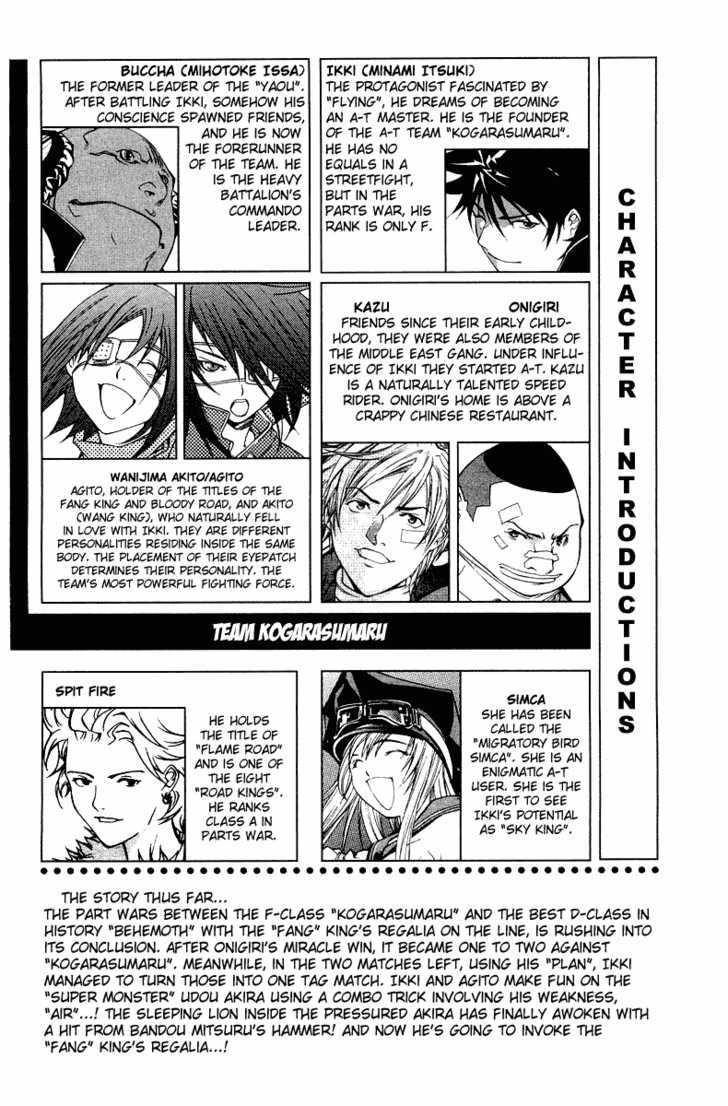 CHARACTER INTRODUCTIONS
BUCCHA (MIHOTOKE ISSA)
THE FORMER LEADER OF THE "YAOU".
AFTER BATTLING IKKI, SOMEHOW HIS
CONSCIENCE SPAWNED FRIENDS,
AND HE IS NOW
THE FORERUNNER
OF THE TEAM. HE
IS THE HEAVY
BATTALION'S
COMMANDO
LEADER.
IKKI (MINAMI ITSUKI)
THE PROTAGONIST FASCINATED BY
"FLYING", HE DREAMS OF BECOMING
AN A-T MASTER. HE IS THE FOUNDER
OF THE A-T TEAM "KOGARASUMARU".
HE HAS NO
EQUALS IN A
STREETFIGHT,
BUT IN THE
PARTS WAR, HIS
RANK IS ONLY F.
WANIJIMA AKITO/AGITO
AGITO, HOLDER OF THE TITLES OF THE
FANG KING AND BLOODY ROAD, AND AKITO
(WANG KING), WHO NATURALLY FELL
IN LOVE WITH IKKI. THEY ARE DIFFERENT
PERSONALITIES RESIDING INSIDE THE SAME
BODY. THE PLACEMENT OF THEIR EYEPATCH
DETERMINES THEIR PERSONALITY. THE
TEAM'S MOST POWERFUL FIGHTING FORCE.
KAZU ONIGIRI
FRIENDS SINCE THEIR EARLY CHILD-
HOOD, THEY WERE ALSO MEMBERS OF
THE MIDDLE EAST GANG. UNDER INFLU-
ENCE OF IKKI THEY STARTED A-T. KAZU
IS A NATURALLY TALENTED SPEED
RIDER. ONIGIRI'S HOME IS ABOVE A
CRAPPY CHINESE RESTAURANT.
TEAM KOGARASUMARU
SPIT FIRE
HE HOLDS
THE TITLE OF
"FLAME ROAD"
AND IS ONE OF
THE EIGHT
"ROAD KINGS".
HE RANKS
CLASS A IN
PARTS WAR.
SIMCA
SHE HAS BEEN
CALLED THE
"MIGRATORY BIRD
SIMCA". SHE IS AN
ENIGMATIC A-T
USER. SHE IS THE
FIRST TO SEE
IKKI'S POTENTIAL
AS "SKY KING".
THE STORY THUS FAR...
THE PART WARS BETWEEN THE F-CLASS "KOGARASUMARU" AND THE BEST D-CLASS IN
HISTORY "BEHEMOTH" WITH THE "FANG" KING'S REGALIA ON THE LINE, IS RUSHING INTO
ITS CONCLUSION. AFTER ONIGIRI'S MIRACLE WIN, IT BECAME ONE TO TWO AGAINST
"KOGARASUMARU". MEANWHILE, IN THE TWO MATCHES LEFT, USING HIS "PLAN", IKKI
MANAGED TO TURN THOSE INTO ONE TAG MATCH. IKKI AND AGITO MAKE FUN ON THE
"SUPER MONSTER" UDOU AKIRA USING A COMBO TRICK INVOLVING HIS WEAKNESS,
"AIR"...! THE SLEEPING LION INSIDE THE PRESSURED AKIRA HAS FINALLY AWOKEN WITH
A HIT FROM BANDOU MITSURU'S HAMMER! AND NOW HE'S GOING TO INVOKE THE
"FANG" KING'S REGALIA...!